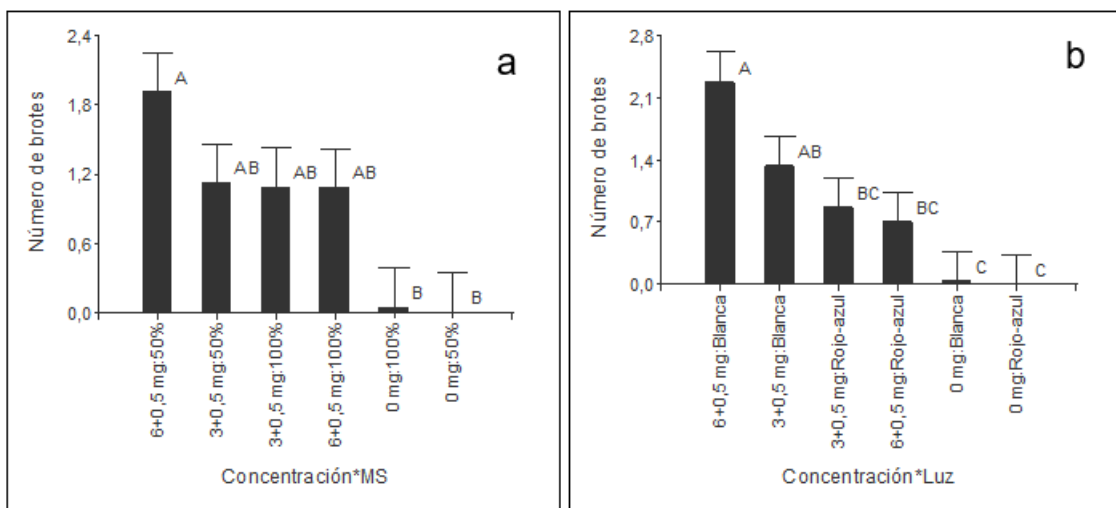 a
Número de brotes
2,4
1,8
1,2
0,6
0,0
A
AB
AB
AB
B
B
6+0,5 mg:50%
3+0,5 mg:50%
3+0,5 mg:100%
6+0,5 mg:100%
0 mg:100%
0 mg:50%
Concentración*MS
b
Número de brotes
2,8
2,1
1,4
0,7
0,0
A
AB
BC
BC
C
C
6+0,5 mg:Blanca
3+0,5 mg:Blanca
3+0,5 mg:Rojo-azul
6+0,5 mg:Rojo-azul
0 mg:Blanca
0 mg:Rojo-azul
Concentración*Luz